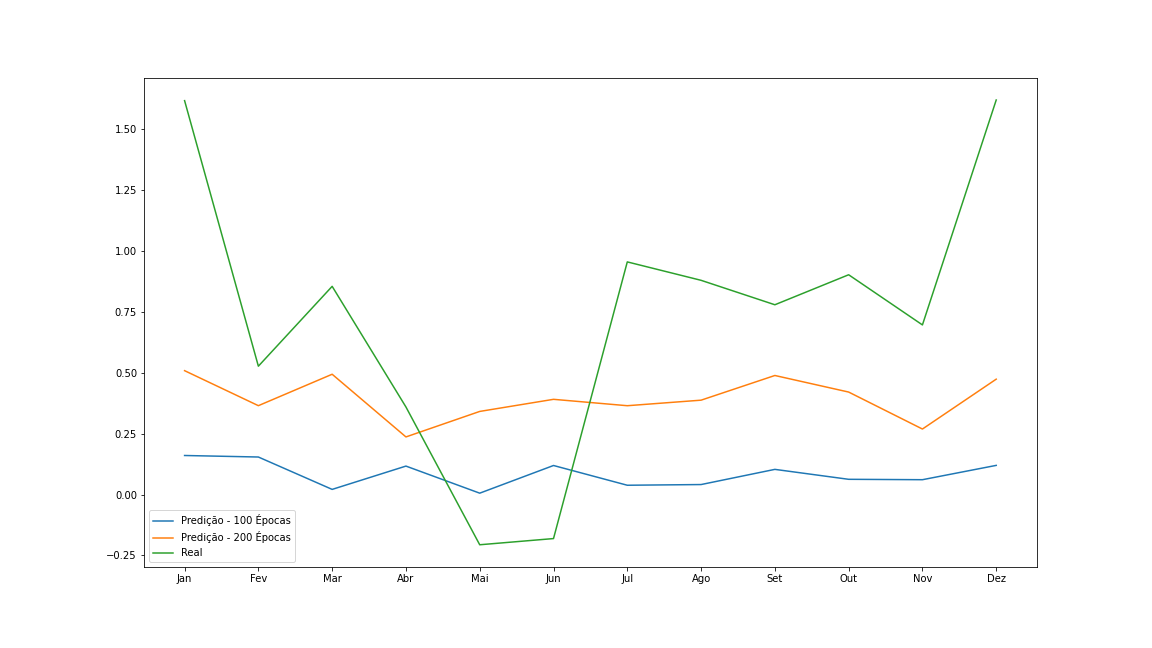 1.50
1.25
1.00
0.75
0.50
0.25
0.00
−0.25
Predição - 100 Épocas
Predição - 200 Épocas
Real
Jan Fev Mar Abr Mai Jun Jul Ago Set Out Nov Dez